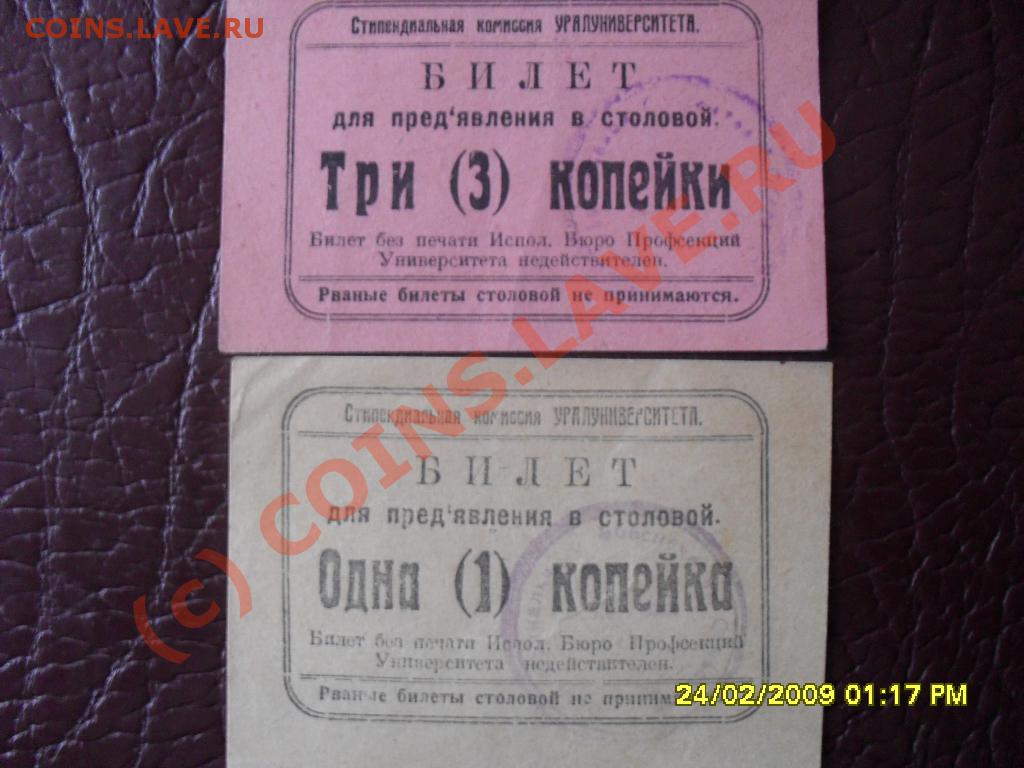 COINS.LAVE.RU
Стипендиальная комиссия УРАЛУНИВЕРСИТЕТА.
БИЛЕТ
для пред‘явления в столовой.
Три (3) копейки
Билет без печати Испол. Бюро Профсекций
Университета недействителен.
Рваные билеты столовой не принимаются.
(c) COINS.LAVE.RU
Стипендиальная комиссия УРАЛУНИВЕРСИТЕТА.
БИЛЕТ
для пред‘явления в столовой.
Одна (1) копейка
Билет без печати Испол. Бюро Профсекций
Университета недействителен.
Рваные билеты столовой не
24/02/2009 01:17 PM